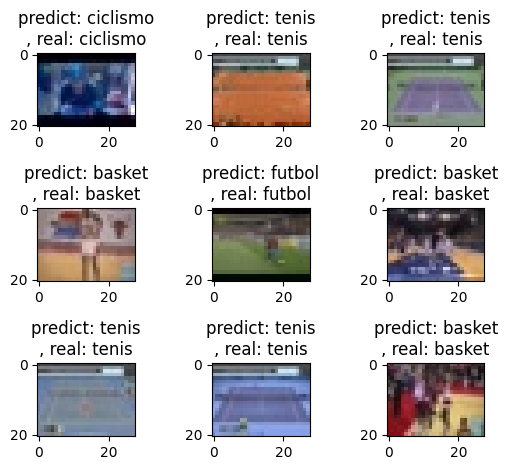 predict: ciclismo
, real: ciclismo
predict: tenis
, real: tenis
predict: tenis
, real: tenis
0
20
0
20
0
20
0 20
0 20
0 20
predict: basket
, real: basket
predict: futbol
, real: futbol
predict: basket
, real: basket
0
20
0
20
0
20
0 20
0 20
0 20
predict: tenis
, real: tenis
predict: tenis
, real: tenis
predict: basket
, real: basket
0
20
0
20
0
20
0 20
0 20
0 20